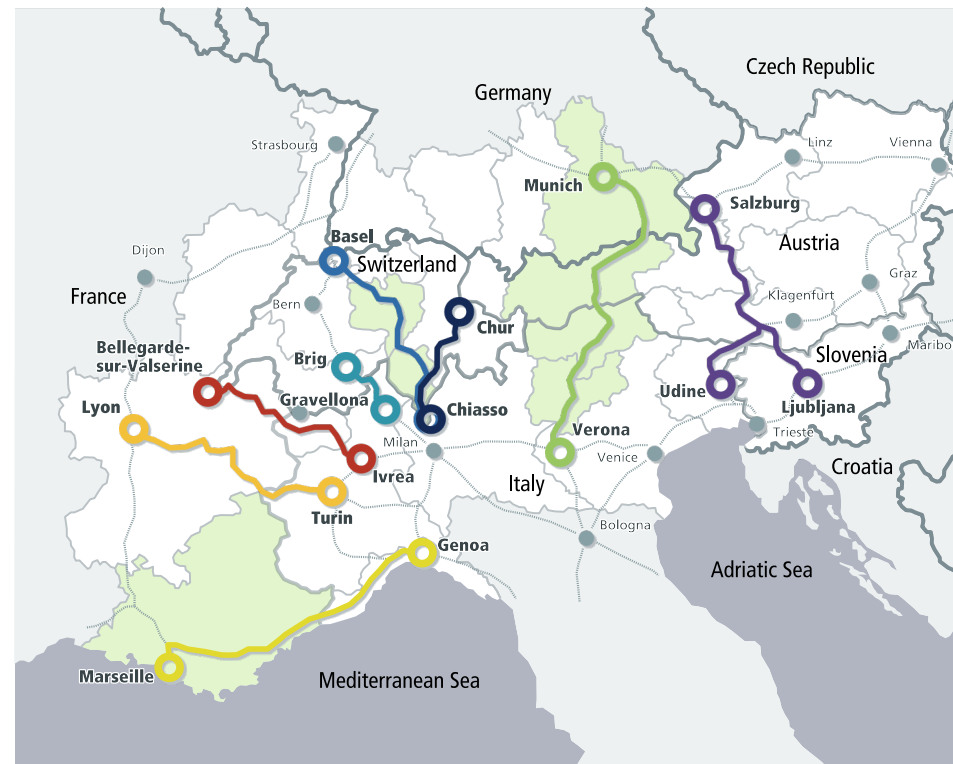 Czech Republic
Germany
Strasbourg
Linz
Vienna
Munich
Salzburg
Basel
Austria
Dijon
Switzerland
Graz
France
Bern
Klagenfurt
Chur
Maribo
Bellegarde-
sur-Valserine
Brig
Slovenia
Gravellona
Udine
Ljubljana
Lyon
Chiasso
Milan
Verona
Trieste
Venice
Croatia
Ivrea
Italy
Turin
Bologna
Genoa
Adriatic Sea
Marseille
Mediterranean Sea